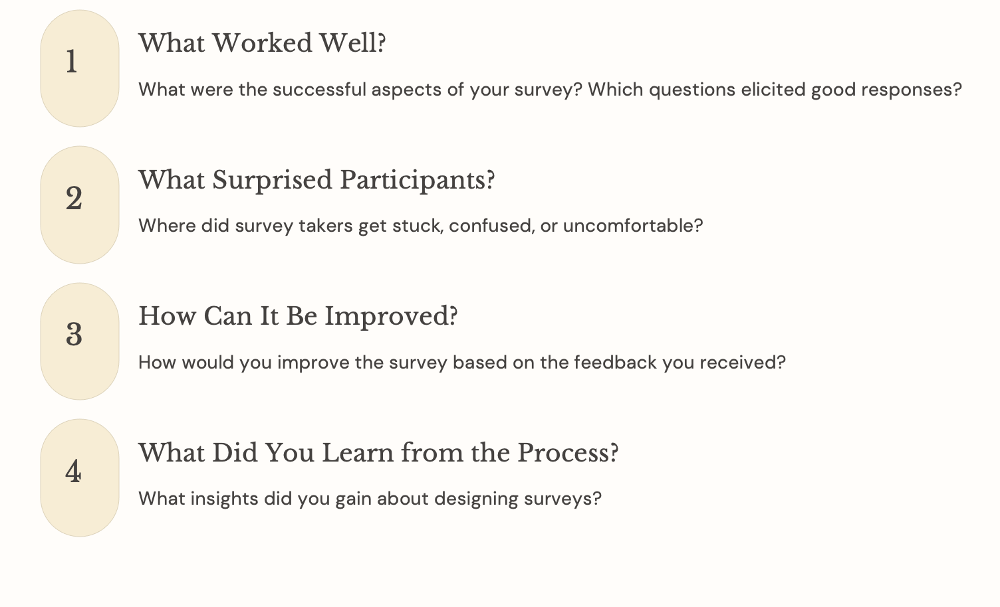 1
What Worked Well?
What were the successful aspects of your survey? Which questions elicited good responses?
2
What Surprised Participants?
Where did survey takers get stuck, confused, or uncomfortable?
3
How Can It Be Improved?
How would you improve the survey based on the feedback you received?
4
What Did You Learn from the Process?
What insights did you gain about designing surveys?